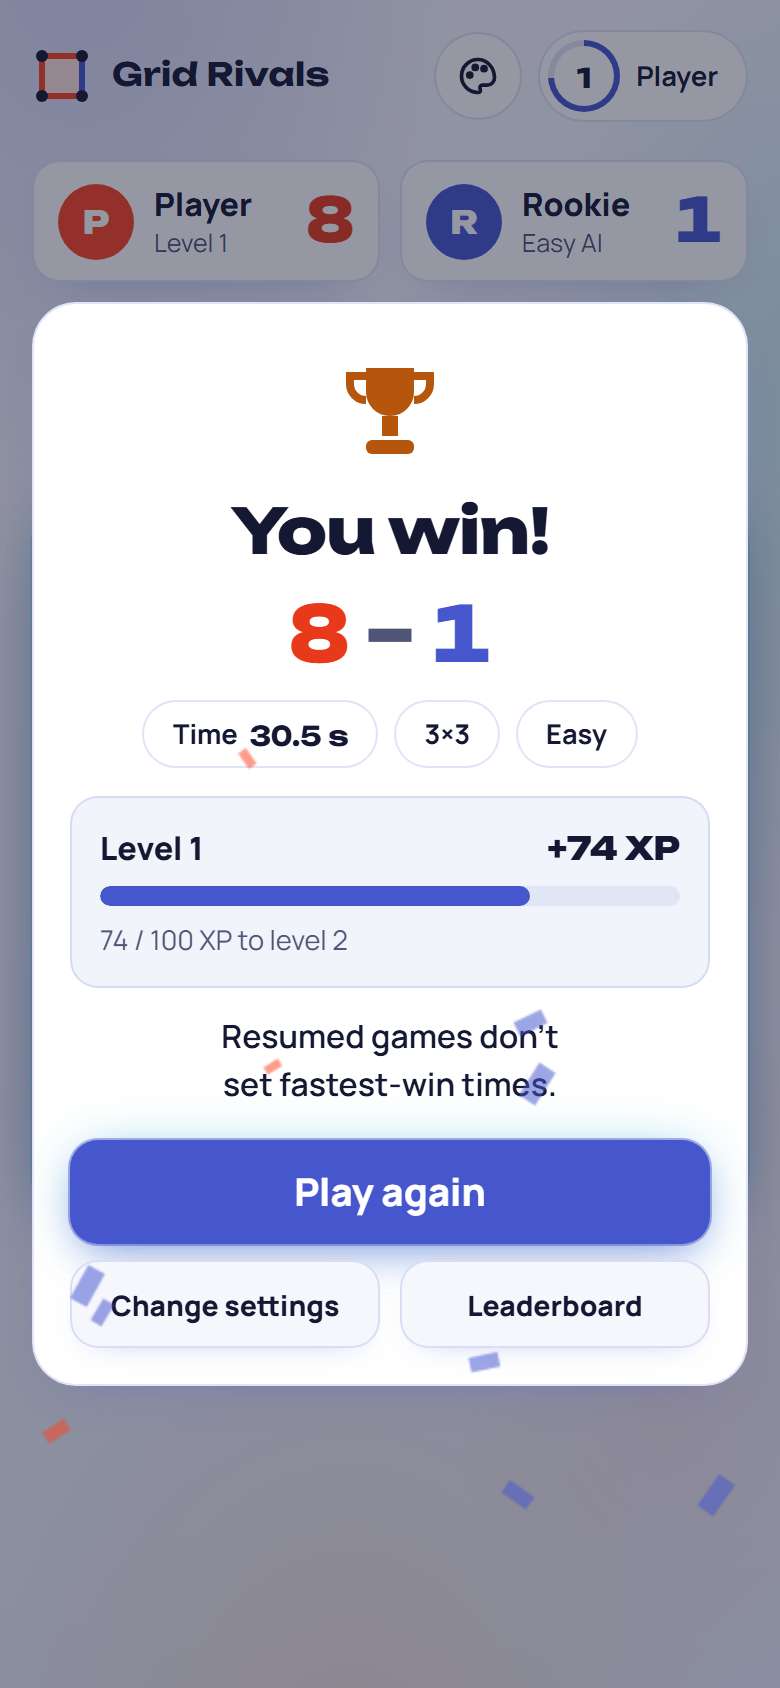 Grid Rivals
1 Player
P Player 8
Level 1
R Rookie 1
Easy AI
You win!
8 – 1
Time 30.5 s
3×3
Easy
Level 1 +74 XP
74 / 100 XP to level 2
Resumed games don't
set fastest-win times.
Play again
Change settings
Leaderboard